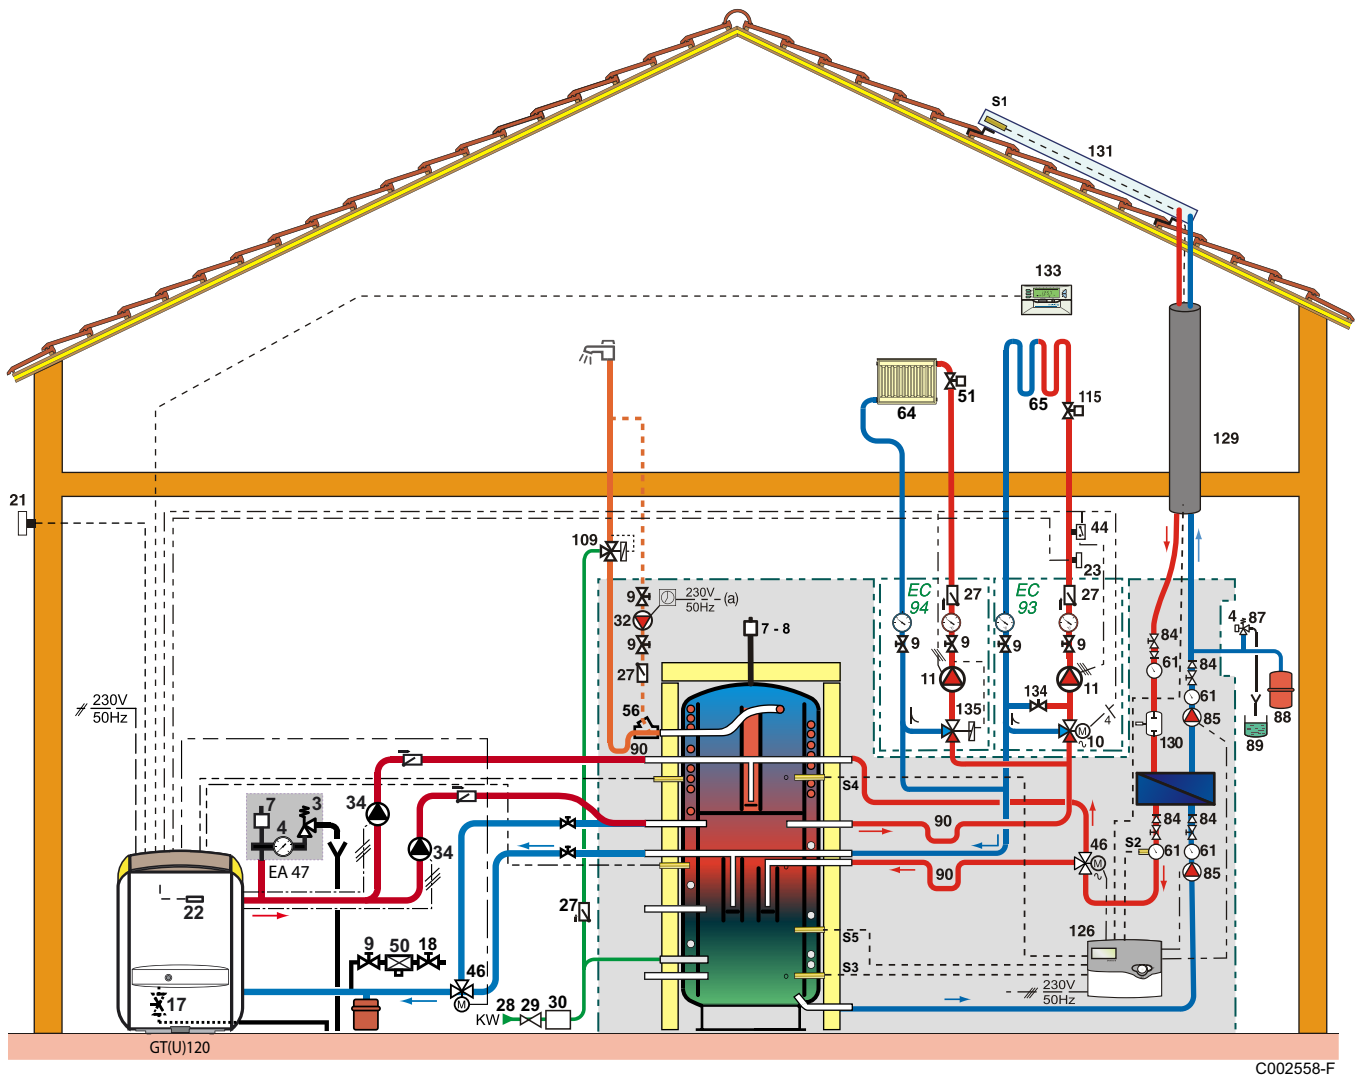 S1
131
133
51
64
65
115
129
21
109
44
23
9
230V
50Hz
(a)
32
9
27
7 - 8
EC
94
27
EC
93
27
9
9
9
9
11
11
134
135
10
4
84
61
4
87
84
61
85
88
89
130
56
90
230V
50Hz
S4
7
3
4
34
34
EA 47
90
90
46
M
84
84
S2
61
61
85
22
27
9
50
18
46
M
M
S5
S3
126
230V
50Hz
17
28
29
30
KW
GT(U)120
C002558-F